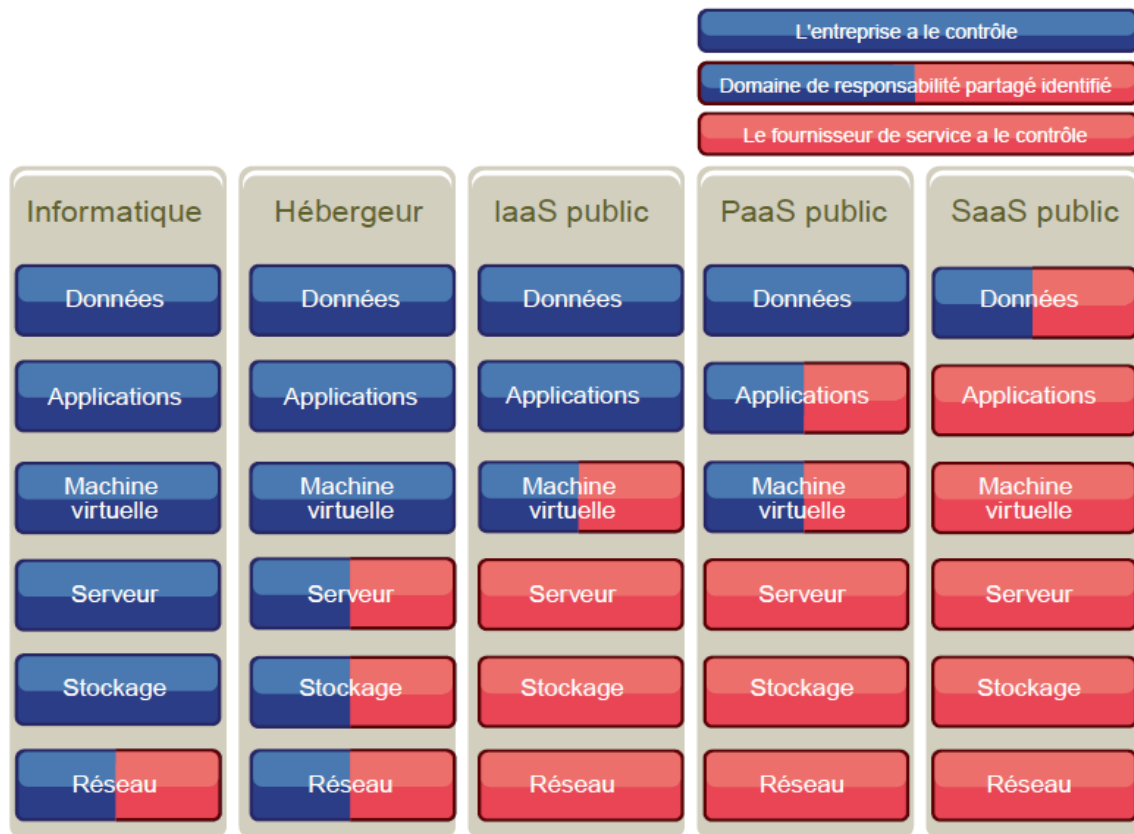 L'entreprise a le contrôle
Domaine de responsabilité partagé identifié
Le fournisseur de service a le contrôle
Informatique Hébergeur IaaS public PaaS public SaaS public
Données Données Données Données Données
Applications Applications Applications Applications Applications
Machine Machine Machine Machine Machine
virtuelle virtuelle virtuelle virtuelle virtuelle
Serveur Serveur Serveur Serveur Serveur
Stockage Stockage Stockage Stockage Stockage
Réseau Réseau Réseau Réseau Réseau